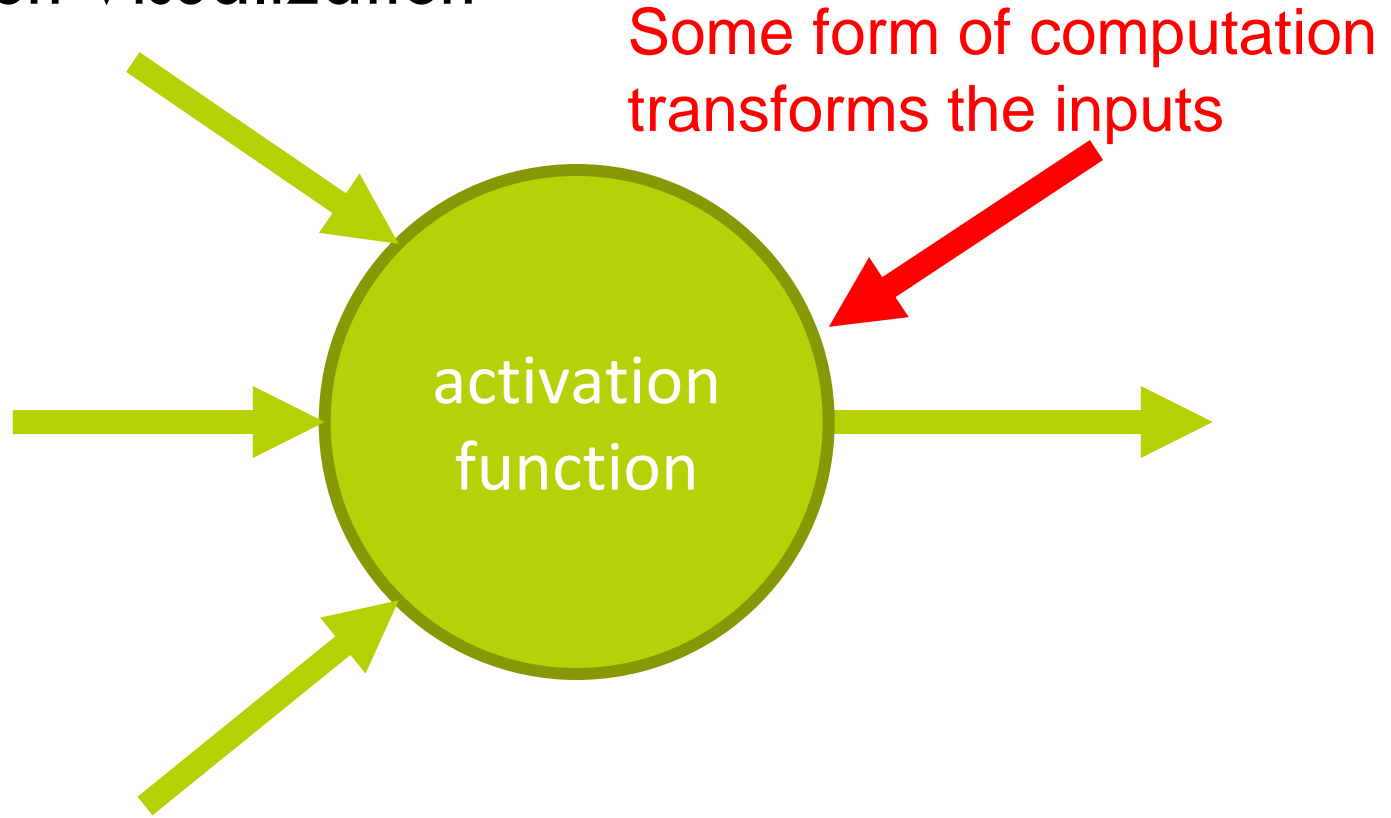 Some form of computation
transforms the inputs
activation
function